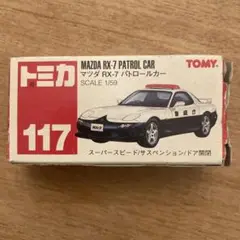 トミカ
MAZDA RX-7 PATROL CAR
TOMY.
マツダ RX-7 パトロールカー
SCALE 1/59
117
スーパースピード/サスペンション/ドア開閉